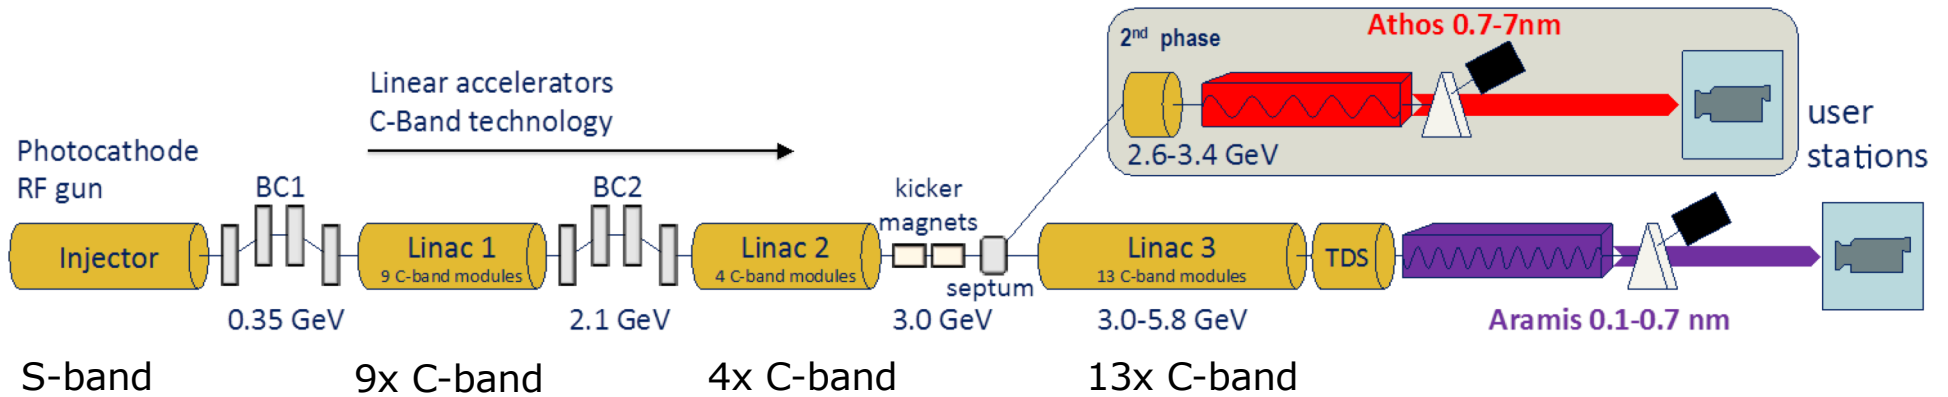 2nd phase
Athos 0.7-7nm
Linear accelerators
C-Band technology
user
stations
2.6-3.4 GeV
Photocathode
RF gun
BC1
BC2
kicker
magnets
Injector
Linac 1
9 C-band modules
Linac 2
4 C-band modules
septum
Linac 3
13 C-band modules
TDS
0.35 GeV
2.1 GeV
3.0 GeV
3.0-5.8 GeV
Aramis 0.1-0.7 nm
S-band
9x C-band
4x C-band
13x C-band